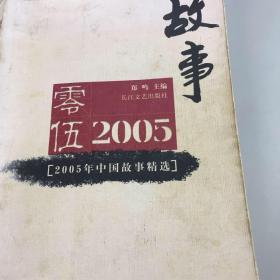 故事
郑鸣 主编
长江文艺出版社
零伍 2005
[2005年中国故事精选]